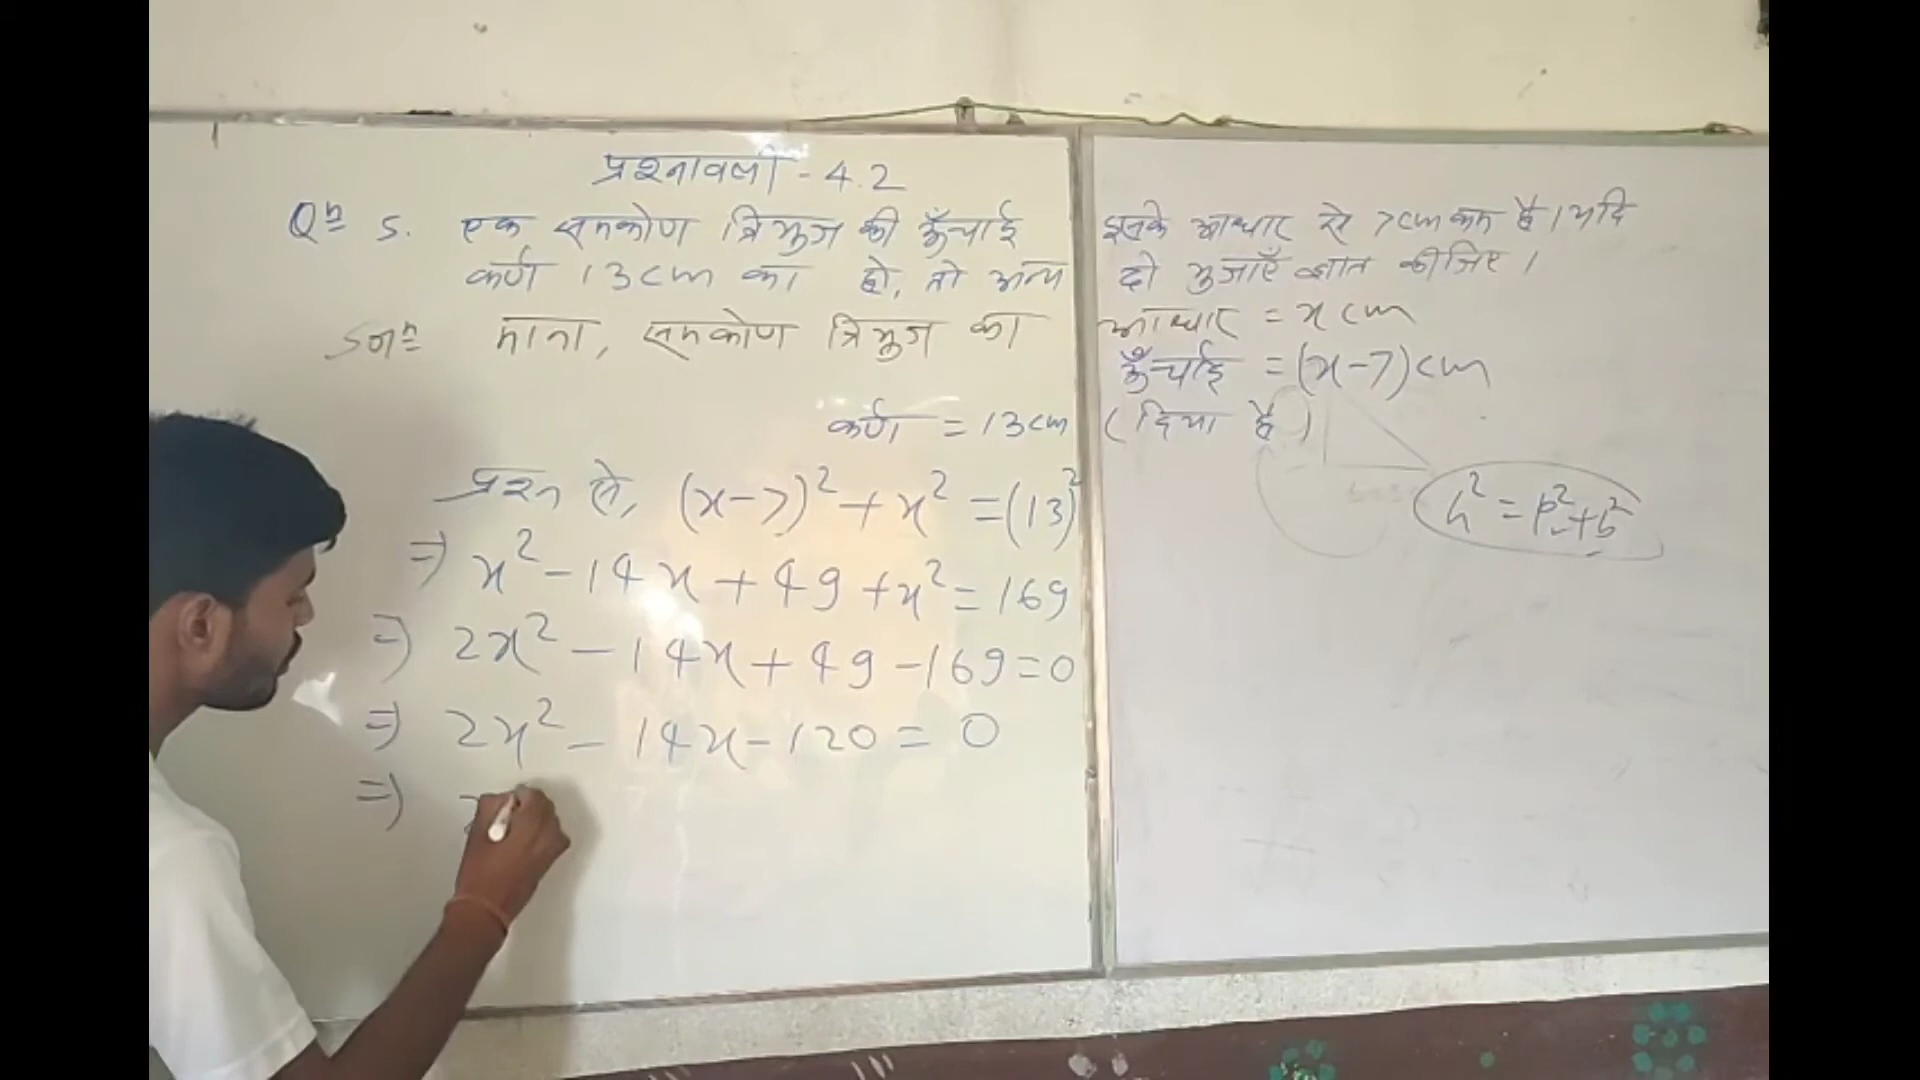 प्रश्नावली - 4.2
Qⁿ 5. एक समकोण त्रिभुज की ऊँचाई इसके आधार से 7cm कम है। यदि
कर्ण 13cm का हो, तो अन्य दो भुजाएँ ज्ञात कीजिए।
Solⁿ माना, समकोण त्रिभुज का आधार = x cm
ऊँचाई = (x-7)cm
कर्ण = 13cm (दिया है)
प्रश्न से, (x-7)² + x² = (13)²
h² = p² + b²
⇒ x² - 14x + 49 + x² = 169
⇒ 2x² - 14x + 49 - 169 = 0
⇒ 2x² - 14x - 120 = 0
⇒